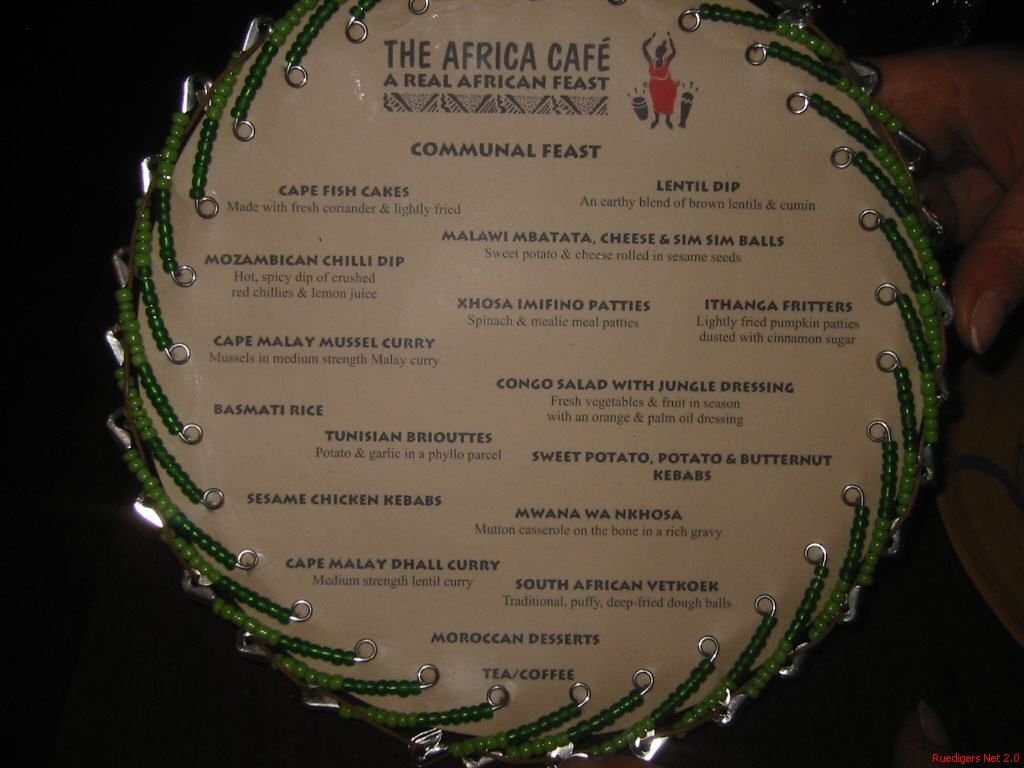 THE AFRICA CAFÉ
A REAL AFRICAN FEAST
COMMUNAL FEAST
CAPE FISH CAKES
Made with fresh coriander & lightly fried
LENTIL DIP
An earthy blend of brown lentils & cumin
MALAWI MBATATA, CHEESE & SIM SIM BALLS
Sweet potato & cheese rolled in sesame seeds
MOZAMBICAN CHILLI DIP
Hot, spicy dip of crushed
red chillies & lemon juice
XHOSA IMIFINO PATTIES
Spinach & mealie meal patties
ITHANGA FRITTERS
Lightly fried pumpkin patties
dusted with cinnamon sugar
CAPE MALAY MUSSEL CURRY
Mussels in medium strength Malay curry
CONGO SALAD WITH JUNGLE DRESSING
Fresh vegetables & fruit in season
with an orange & palm oil dressing
BASMATI RICE
TUNISIAN BRIOUTTES
Potato & garlic in a phyllo parcel
SWEET POTATO, POTATO & BUTTERNUT
KEBABS
SESAME CHICKEN KEBABS
MWANA WA NKHOSA
Mutton casserole on the bone in a rich gravy
CAPE MALAY DHALL CURRY
Medium strength lentil curry
SOUTH AFRICAN VETKOEK
Traditional, puffy, deep-fried dough balls
MOROCCAN DESSERTS
TEA/COFFEE
Ruedigers Net 2.0